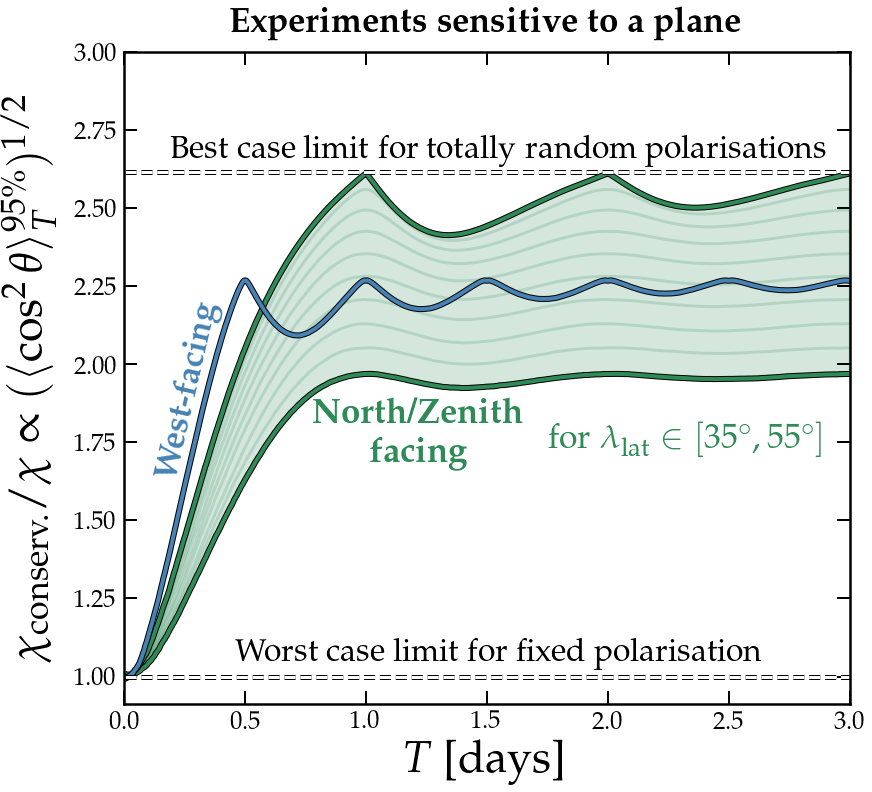 Experiments sensitive to a plane
3.00
2.75
2.50
2.25
2.00
1.75
1.50
1.25
1.00
χconserv./χ ∝ (⟨cos² θ⟩_T^95%)^1/2
Best case limit for totally random polarisations
West-facing
North/Zenith
facing
for λ_lat ∈ [35°, 55°]
Worst case limit for fixed polarisation
0.0 0.5 1.0 1.5 2.0 2.5 3.0
T [days]